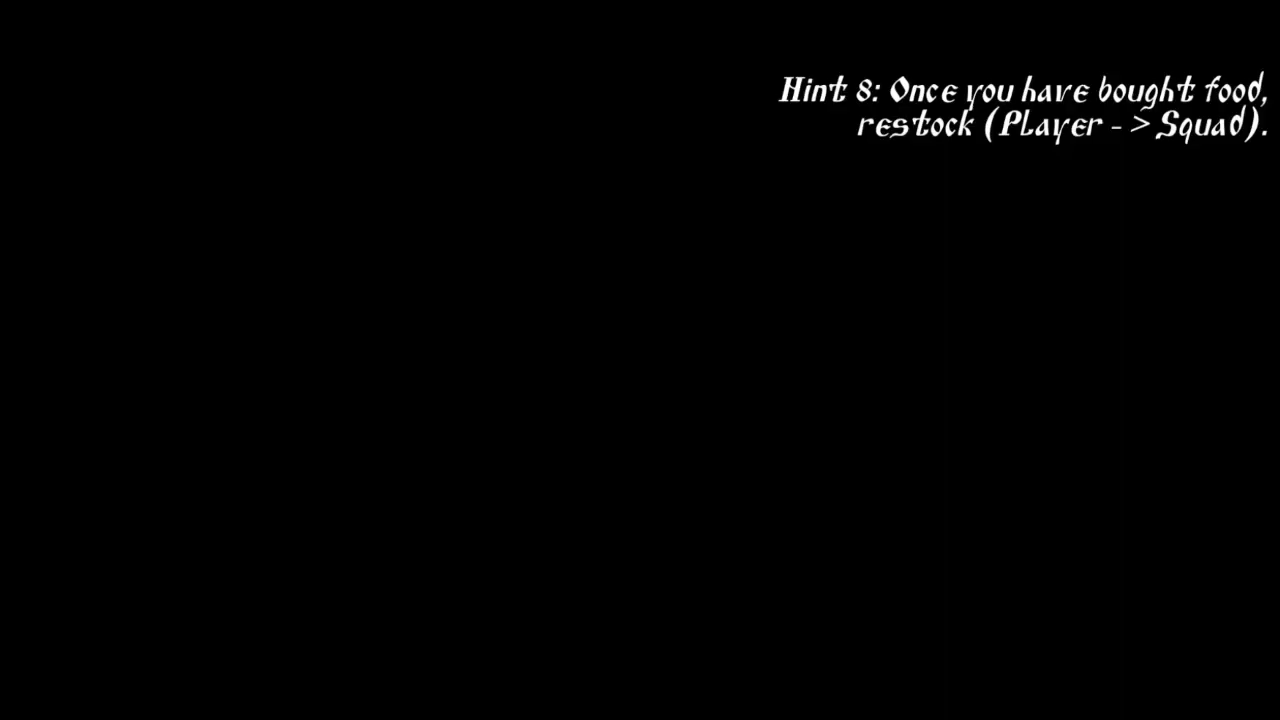 Hint 8: Once you have bought food,
restock (Player - > Squad).